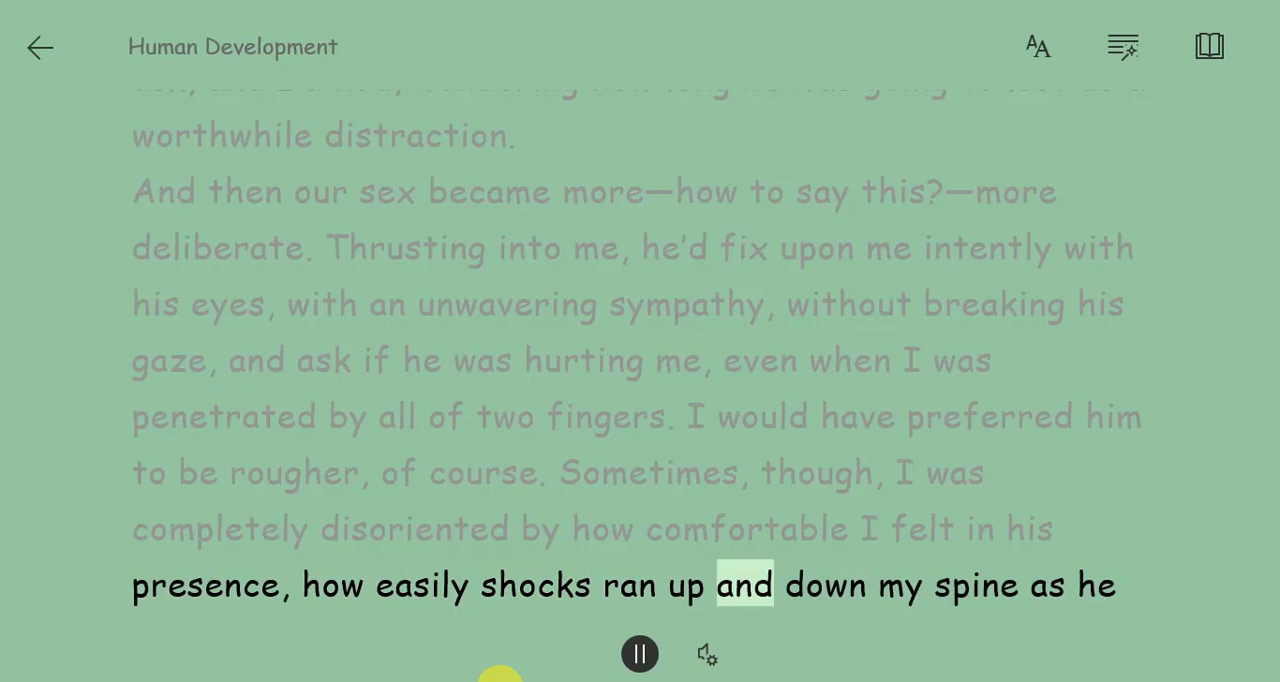 Human Development
worthwhile distraction.
And then our sex became more—how to say this?—more
deliberate. Thrusting into me, he'd fix upon me intently with
his eyes, with an unwavering sympathy, without breaking his
gaze, and ask if he was hurting me, even when I was
penetrated by all of two fingers. I would have preferred him
to be rougher, of course. Sometimes, though, I was
completely disoriented by how comfortable I felt in his
presence, how easily shocks ran up and down my spine as he